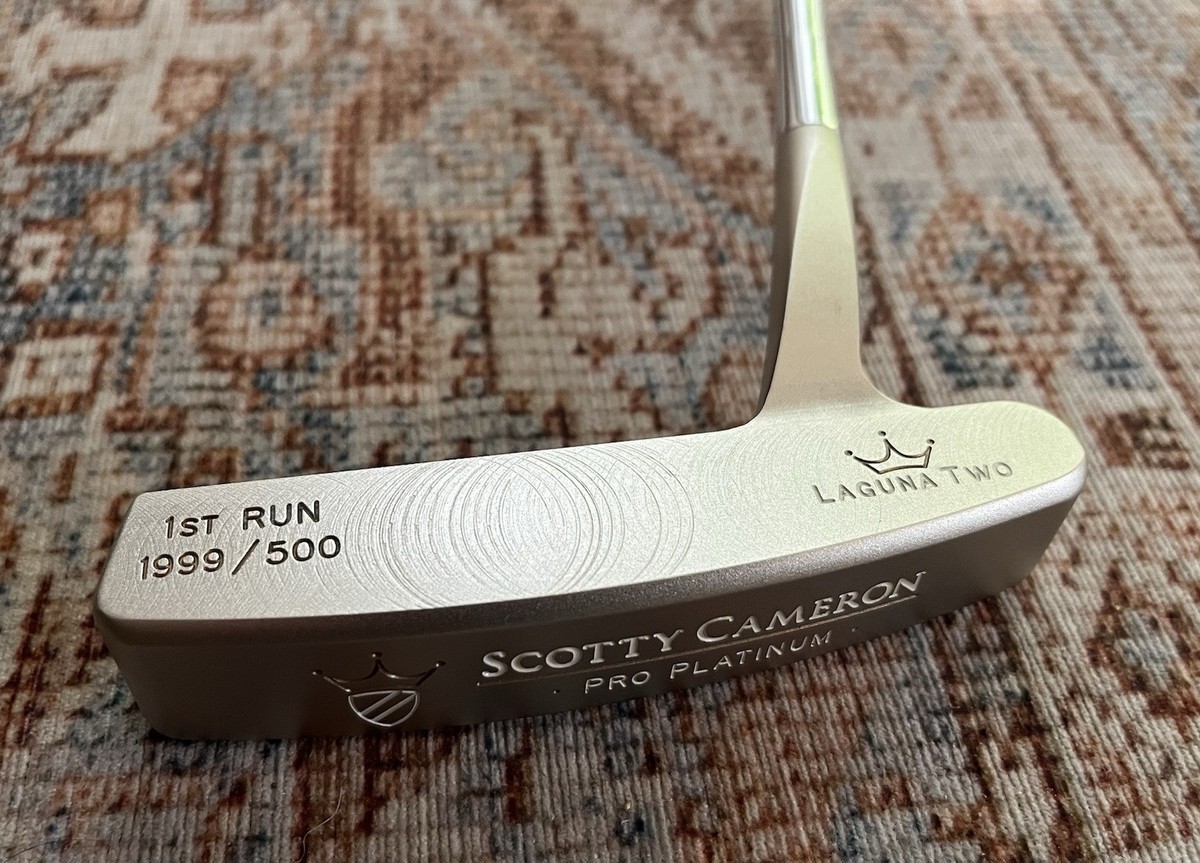 1ST RUN
1999/500
LAGUNA TWO
SCOTTY CAMERON
· PRO PLATINUM ·